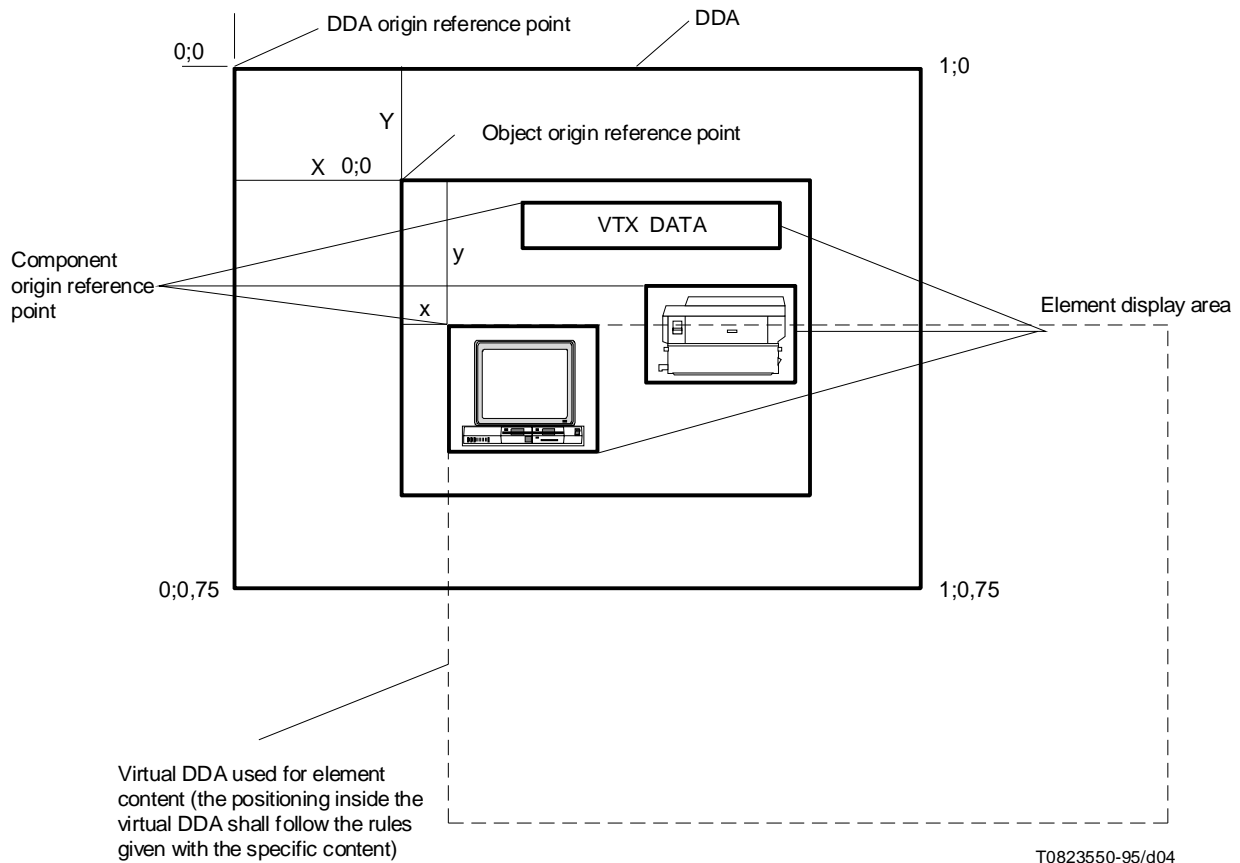 DDA origin reference point
DDA
0;0
1;0
Y
Object origin reference point
X 0;0
VTX DATA
y
Component
origin reference
point
x
Element display area
0;0,75
1;0,75
Virtual DDA used for element
content (the positioning inside the
virtual DDA shall follow the rules
given with the specific content)
T0823550-95/d04